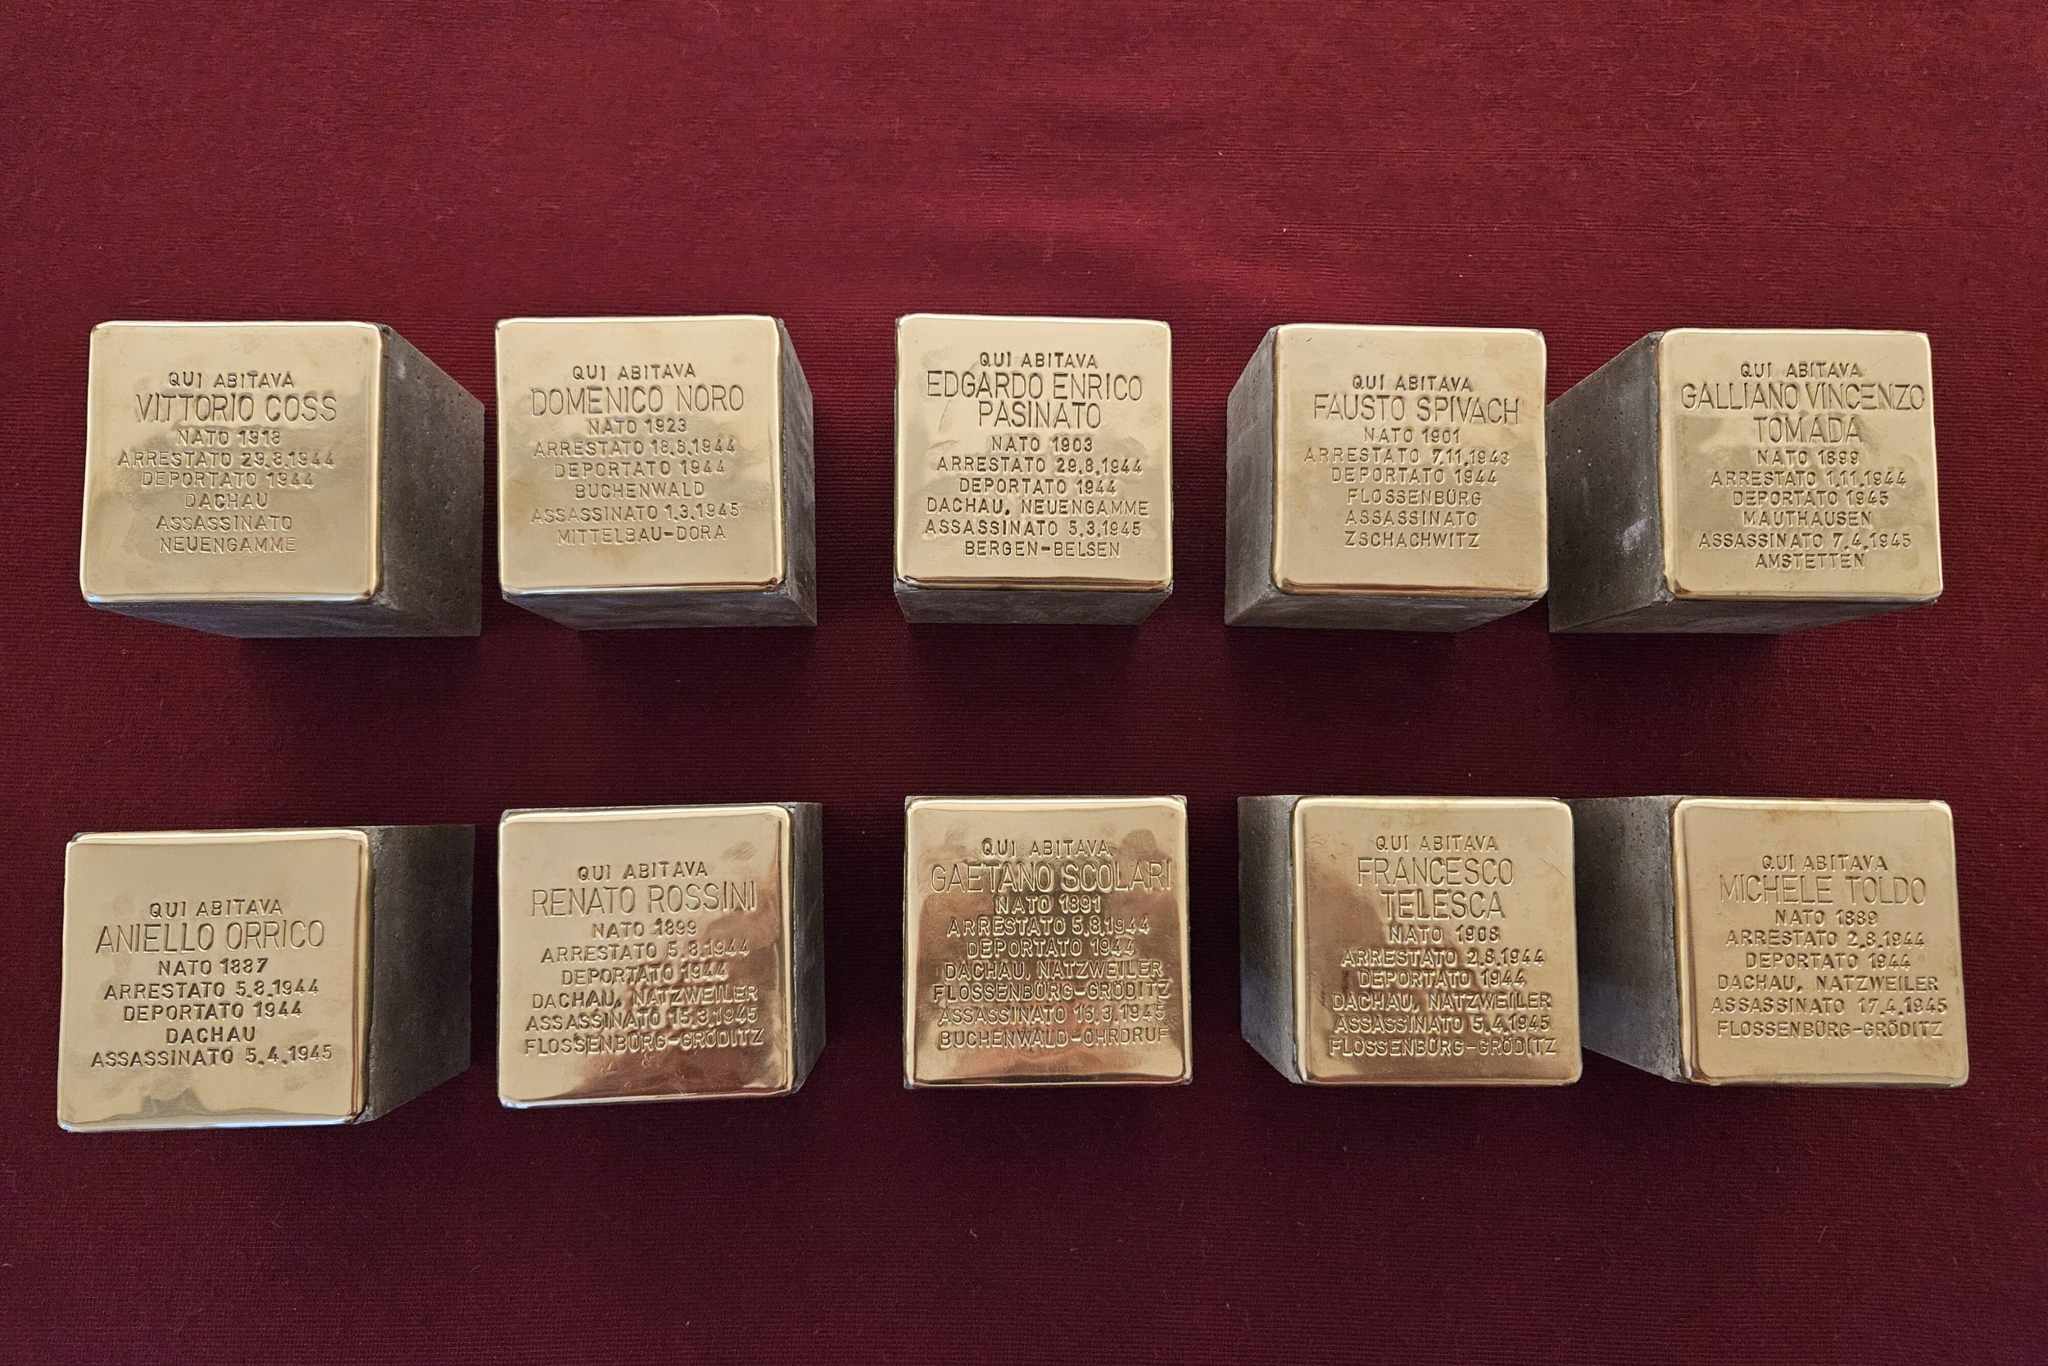 QUI ABITAVA
VITTORIO COSS
NATO 1918
ARRESTATO 29.8.1944
DEPORTATO 1944
DACHAU
ASSASSINATO
NEUENGAMME
QUI ABITAVA
DOMENICO NORO
NATO 1923
ARRESTATO 18.8.1944
DEPORTATO 1944
BUCHENWALD
ASSASSINATO 1.3.1945
MITTELBAU-DORA
QUI ABITAVA
EDGARDO ENRICO
PASINATO
NATO 1903
ARRESTATO 29.8.1944
DEPORTATO 1944
DACHAU, NEUENGAMME
ASSASSINATO 5.3.1945
BERGEN-BELSEN
QUI ABITAVA
FAUSTO SPIVACH
NATO 1901
ARRESTATO 7.11.1943
DEPORTATO 1944
FLOSSENBÜRG
ASSASSINATO
ZSCHACHWITZ
QUI ABITAVA
GALLIANO VINCENZO
TOMADA
NATO 1899
ARRESTATO 1.11.1944
DEPORTATO 1945
MAUTHAUSEN
ASSASSINATO 7.4.1945
AMSTETTEN
QUI ABITAVA
ANIELLO ORRICO
NATO 1887
ARRESTATO 5.8.1944
DEPORTATO 1944
DACHAU
ASSASSINATO 5.4.1945
QUI ABITAVA
RENATO ROSSINI
NATO 1899
ARRESTATO 5.8.1944
DEPORTATO 1944
DACHAU, NATZWEILER
ASSASSINATO 15.3.1945
FLOSSENBÜRG-GRÖDITZ
QUI ABITAVA
GAETANO SCOLARI
NATO 1891
ARRESTATO 5.8.1944
DEPORTATO 1944
DACHAU, NATZWEILER
FLOSSENBÜRG-GRÖDITZ
ASSASSINATO 16.3.1945
BUCHENWALD-OHRDRUF
QUI ABITAVA
FRANCESCO
TELESCA
NATO 1908
ARRESTATO 2.8.1944
DEPORTATO 1944
DACHAU, NATZWEILER
ASSASSINATO 5.4.1945
FLOSSENBÜRG-GRÖDITZ
QUI ABITAVA
MICHELE TOLDO
NATO 1889
ARRESTATO 2.8.1944
DEPORTATO 1944
DACHAU, NATZWEILER
ASSASSINATO 17.4.1945
FLOSSENBÜRG-GRÖDITZ